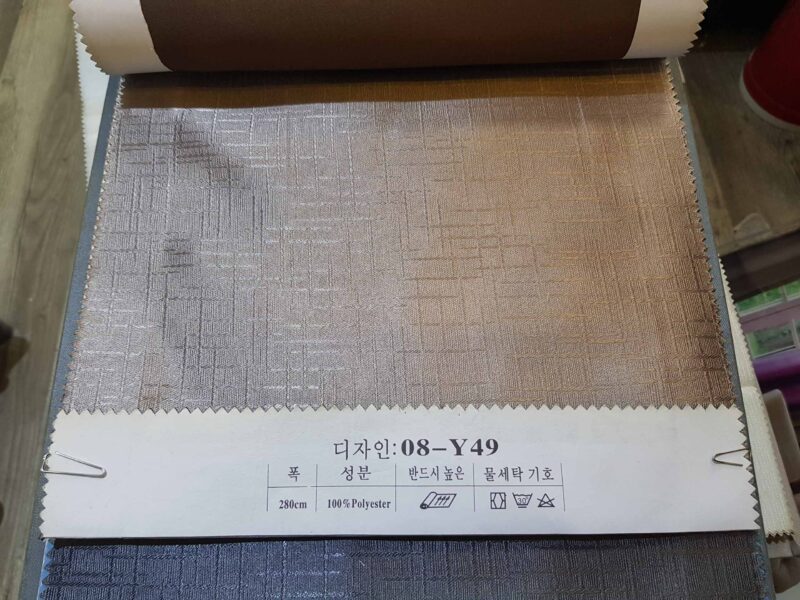 디자인: 08-Y49
폭 성분 반드시높은 물세탁 기호
280cm 100%Polyester 30°